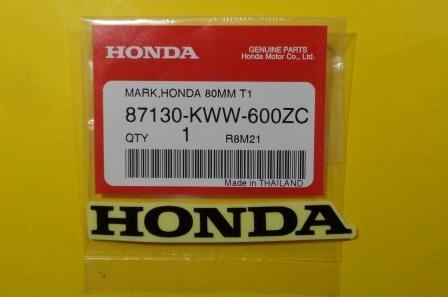 HONDA
GENUINE PARTS
Honda Motor Co., Ltd.
MARK,HONDA 80MM T1
87130-KWW-600ZC
QTY 1 R8M21
Made in THAILAND
HONDA